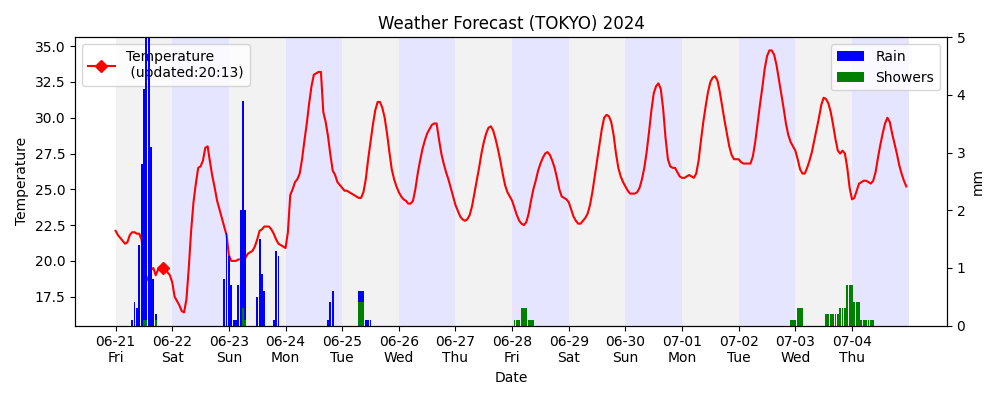 Weather Forecast (TOKYO) 2024
Temperature
(updated:20:13)
Rain
Showers
35.0
32.5
30.0
27.5
25.0
22.5
20.0
17.5
Temperature
5
4
3
2
1
0
mm
06-21 06-22 06-23 06-24 06-25 06-26 06-27 06-28 06-29 06-30 07-01 07-02 07-03 07-04
Fri Sat Sun Mon Tue Wed Thu Fri Sat Sun Mon Tue Wed Thu
Date